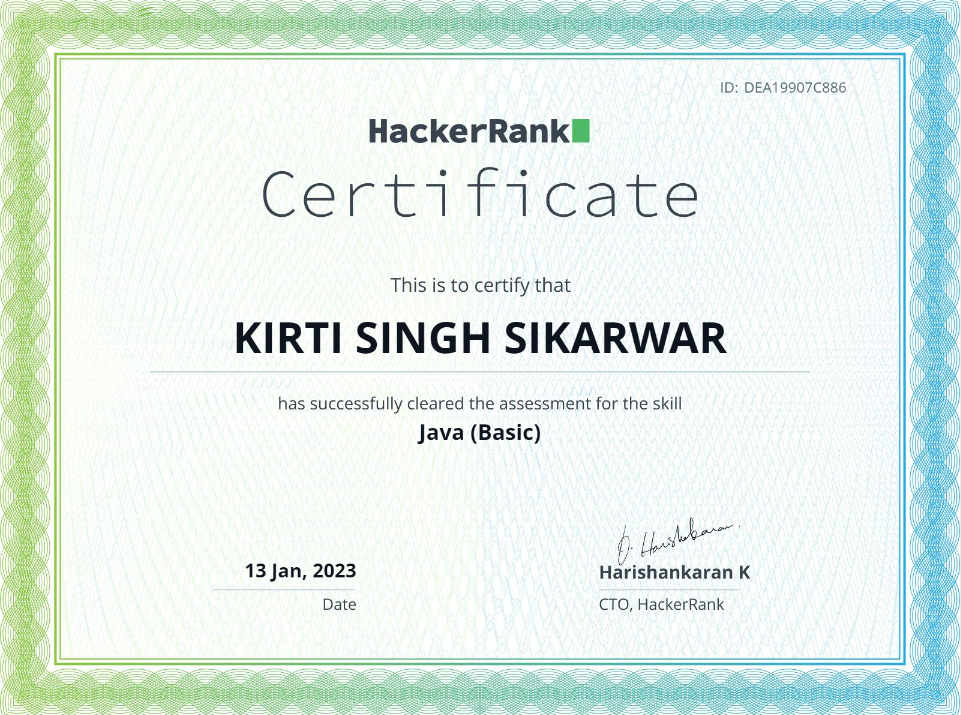 ID: DEA19907C886
HackerRank
Certificate
This is to certify that
KIRTI SINGH SIKARWAR
has successfully cleared the assessment for the skill
Java (Basic)
13 Jan, 2023
Date
Harishankaran K
CTO, HackerRank